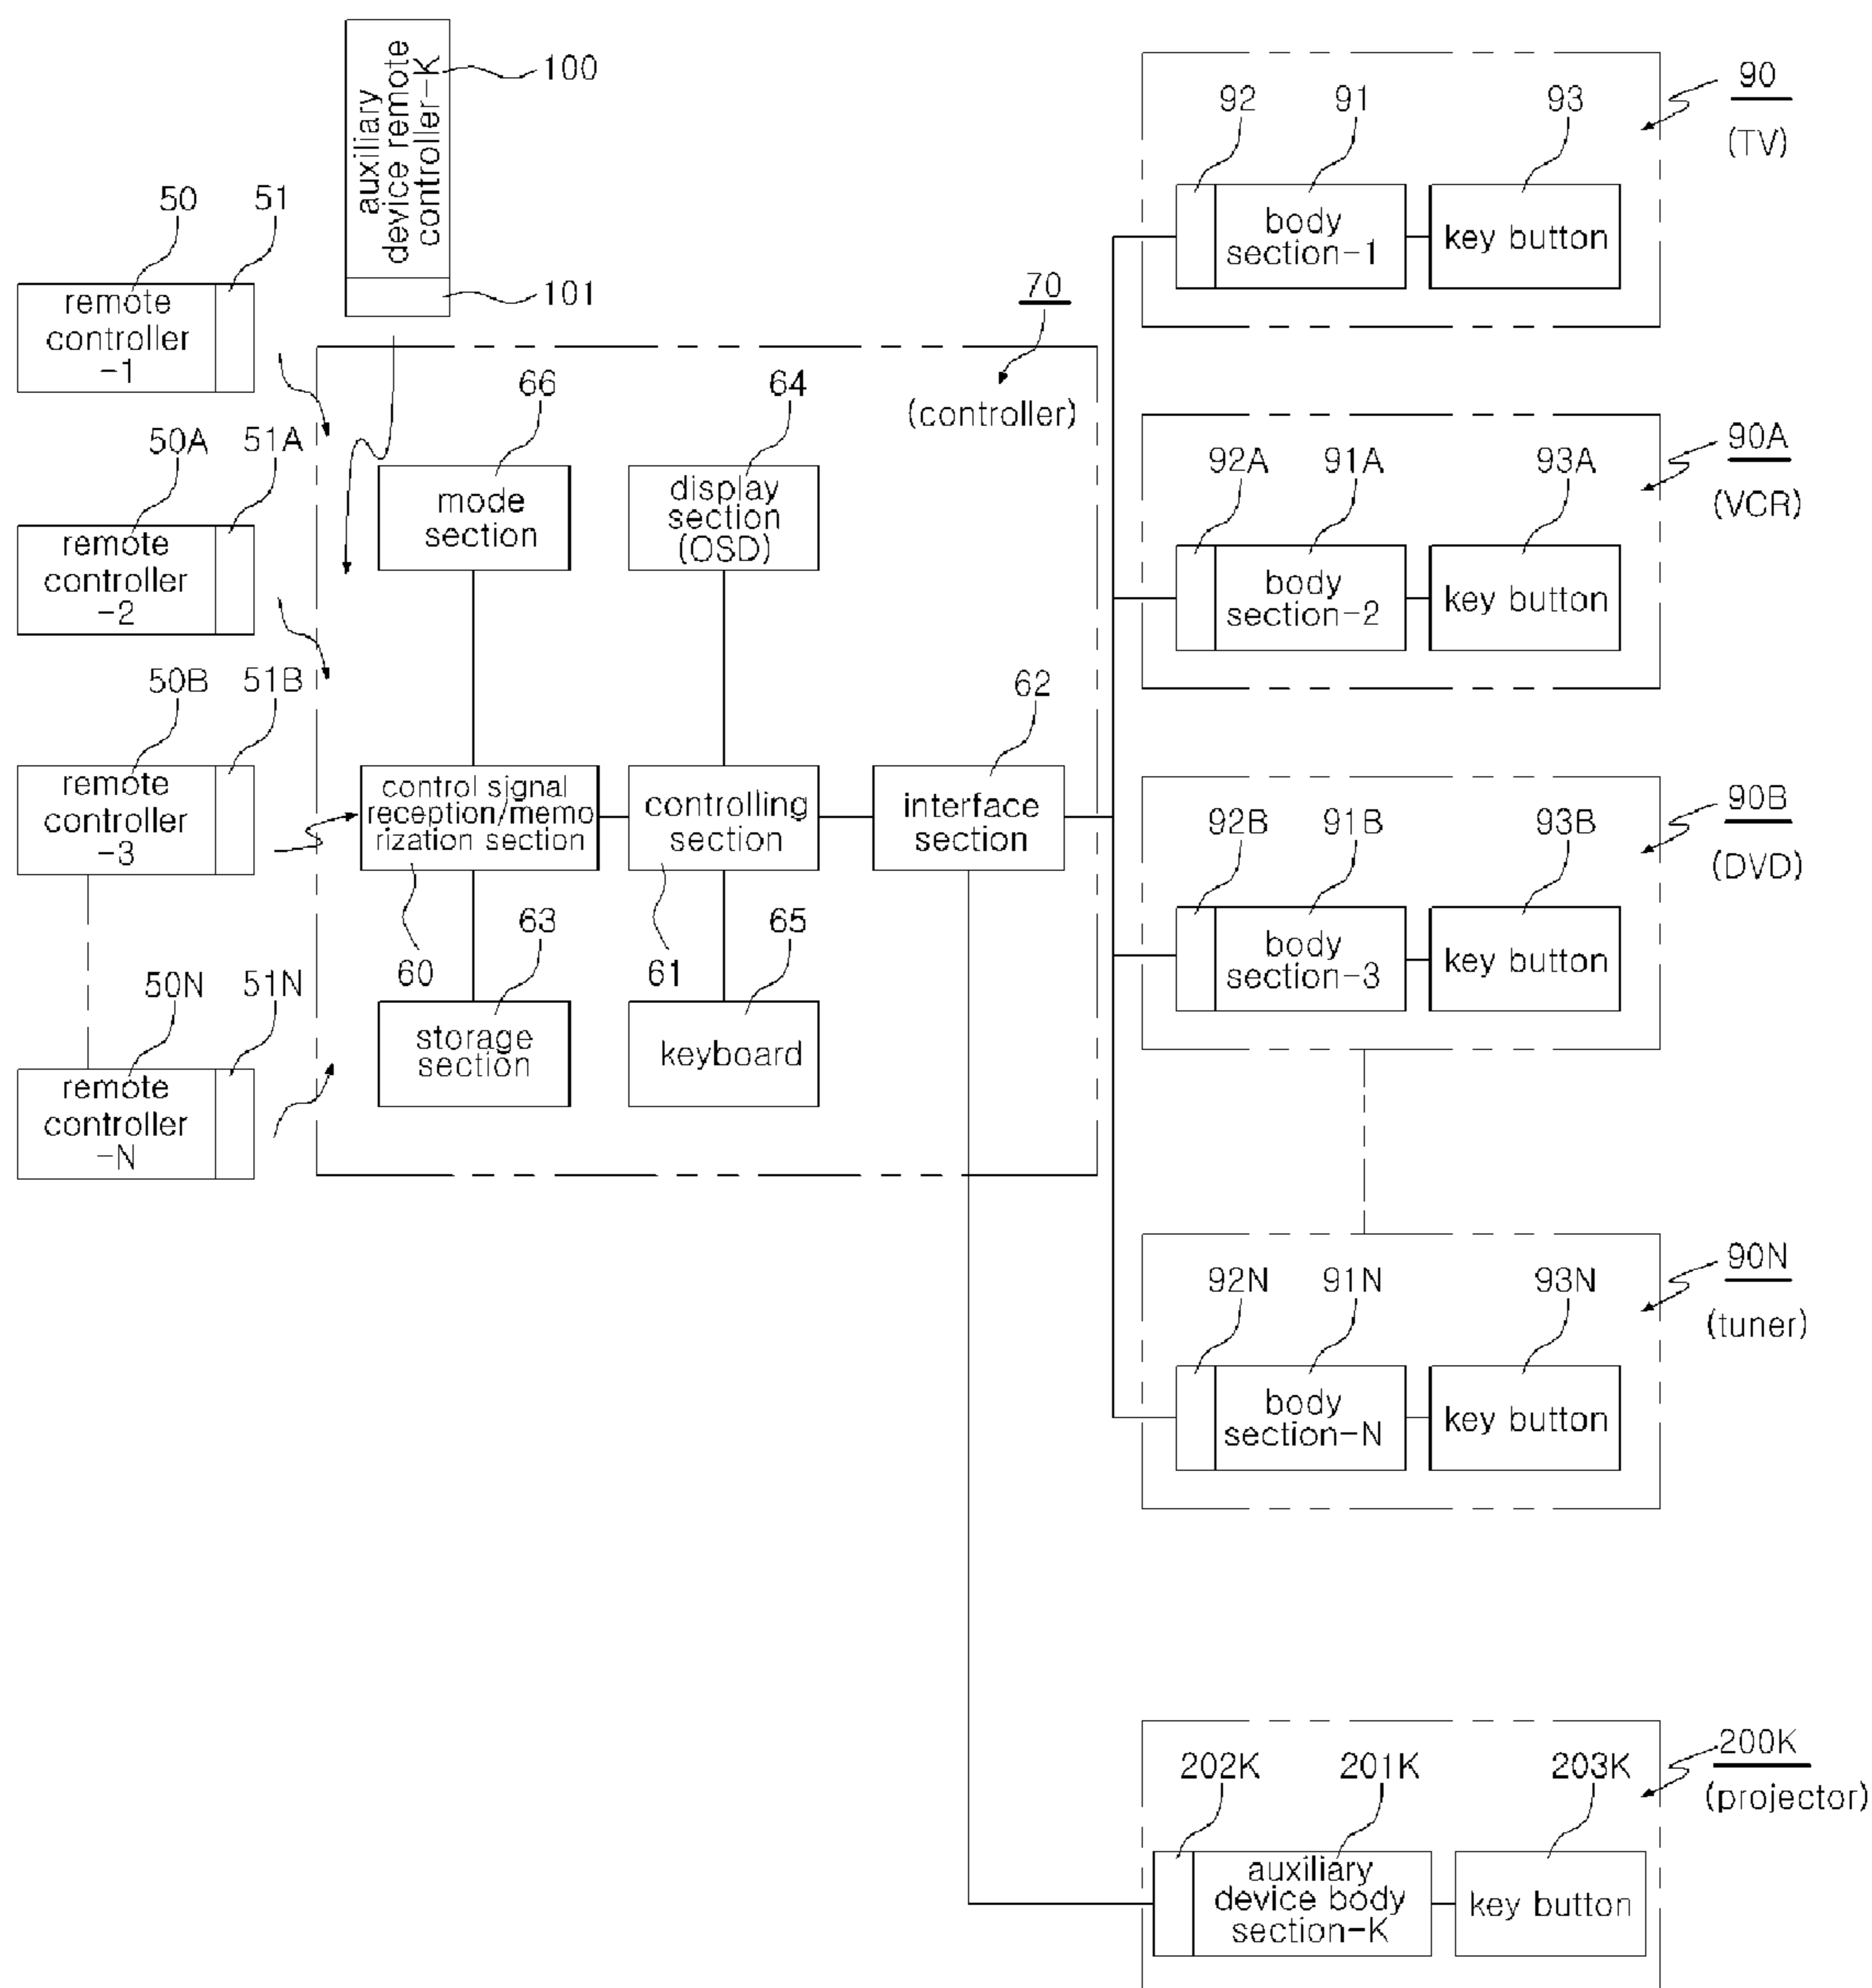 auxiliary
device remote
controller-K
100
101
50
51
remote
controller
-1
50A
51A
remote
controller
-2
50B
51B
remote
controller
-3
50N
51N
remote
controller
-N
70
(controller)
66
mode
section
64
display
section
(OSD)
62
control signal
reception/memo
rization section
controlling
section
interface
section
60
63
61
65
storage
section
keyboard
90
(TV)
92
91
93
body
section-1
key button
90A
(VCR)
92A
91A
93A
body
section-2
key button
90B
(DVD)
92B
91B
93B
body
section-3
key button
90N
(tuner)
92N
91N
93N
body
section-N
key button
200K
(projector)
202K
201K
203K
auxiliary
device body
section-K
key button